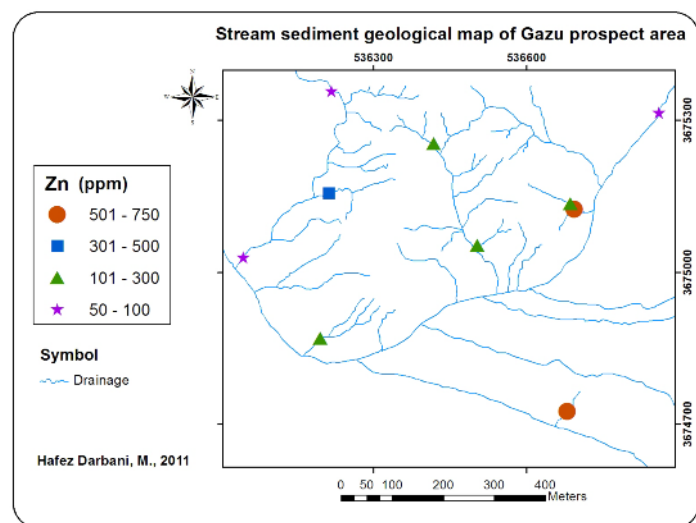 Stream sediment geological map of Gazu prospect area
536300 536600
3675300
3675000
3674700
Zn (ppm)
501 - 750
301 - 500
101 - 300
50 - 100
Symbol
Drainage
Hafez Darbani, M., 2011
0 50 100 200 300 400
Meters